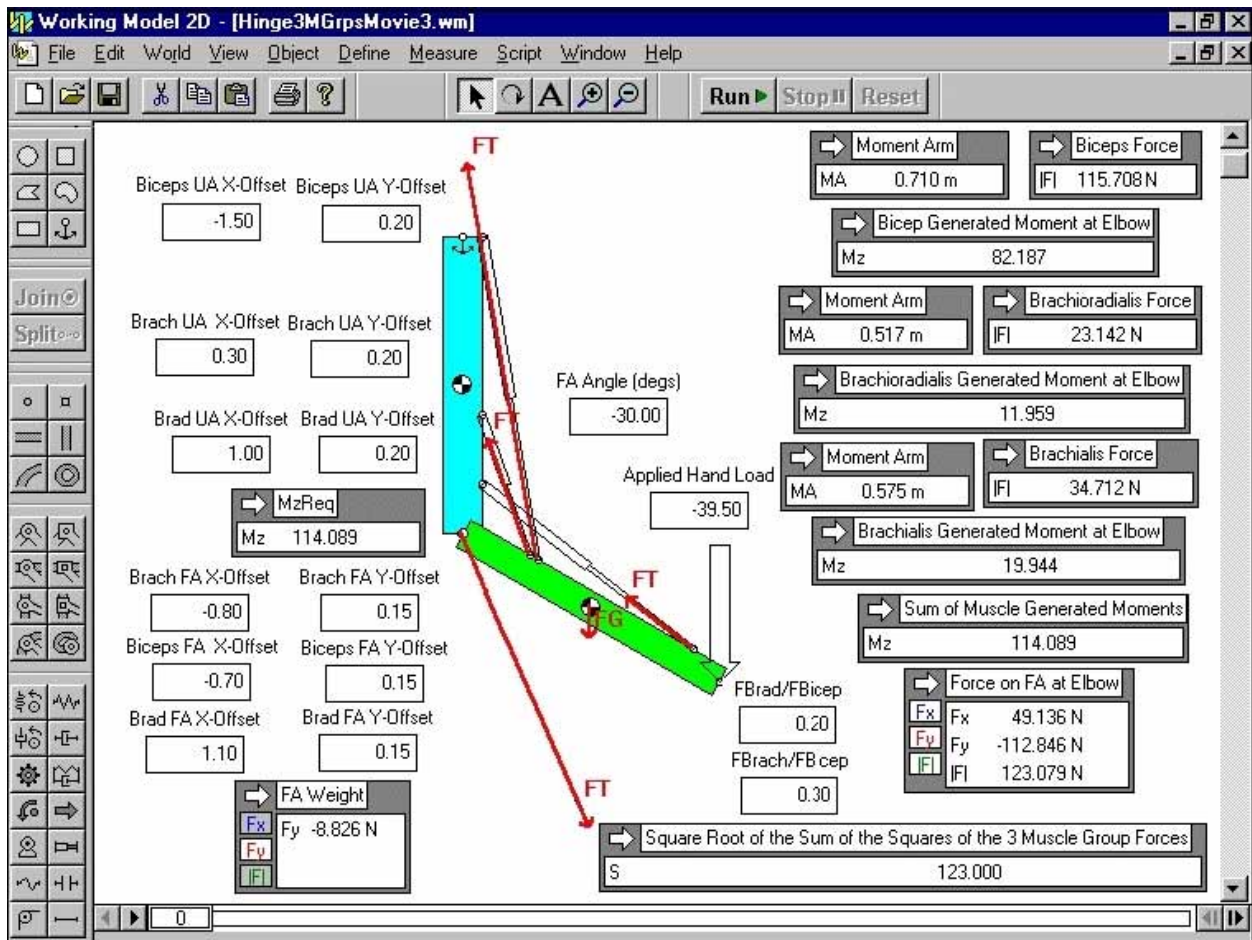 Working Model 2D - [Hinge3MGrpsMovie3.wm]
File Edit World View Object Define Measure Script Window Help
A Run Stop Reset
Join
Split
FT
Biceps UA X-Offset Biceps UA Y-Offset
-1.50 0.20
Brach UA X-Offset Brach UA Y-Offset
0.30 0.20
Brad UA X-Offset Brad UA Y-Offset
1.00 0.20
MzReq
Mz 114.089
Brach FA X-Offset Brach FA Y-Offset
-0.80 0.15
Biceps FA X-Offset Biceps FA Y-Offset
-0.70 0.15
Brad FA X-Offset Brad FA Y-Offset
1.10 0.15
FA Weight
Fx
Fy
|F|
Fy -8.826 N
FA Angle (degs)
-30.00
FT
Applied Hand Load
-39.50
FT
FG
FT
FBrad/FBicep
0.20
FBrach/FB cep
0.30
Moment Arm
MA 0.710 m
Biceps Force
|F| 115.708 N
Bicep Generated Moment at Elbow
Mz 82.187
Moment Arm
MA 0.517 m
Brachioradialis Force
|F| 23.142 N
Brachioradialis Generated Moment at Elbow
Mz 11.959
Moment Arm
MA 0.575 m
Brachialis Force
|F| 34.712 N
Brachialis Generated Moment at Elbow
Mz 19.944
Sum of Muscle Generated Moments
Mz 114.089
Force on FA at Elbow
Fx Fx 49.136 N
Fy Fy -112.846 N
|F| |F| 123.079 N
Square Root of the Sum of the Squares of the 3 Muscle Group Forces
S 123.000
0